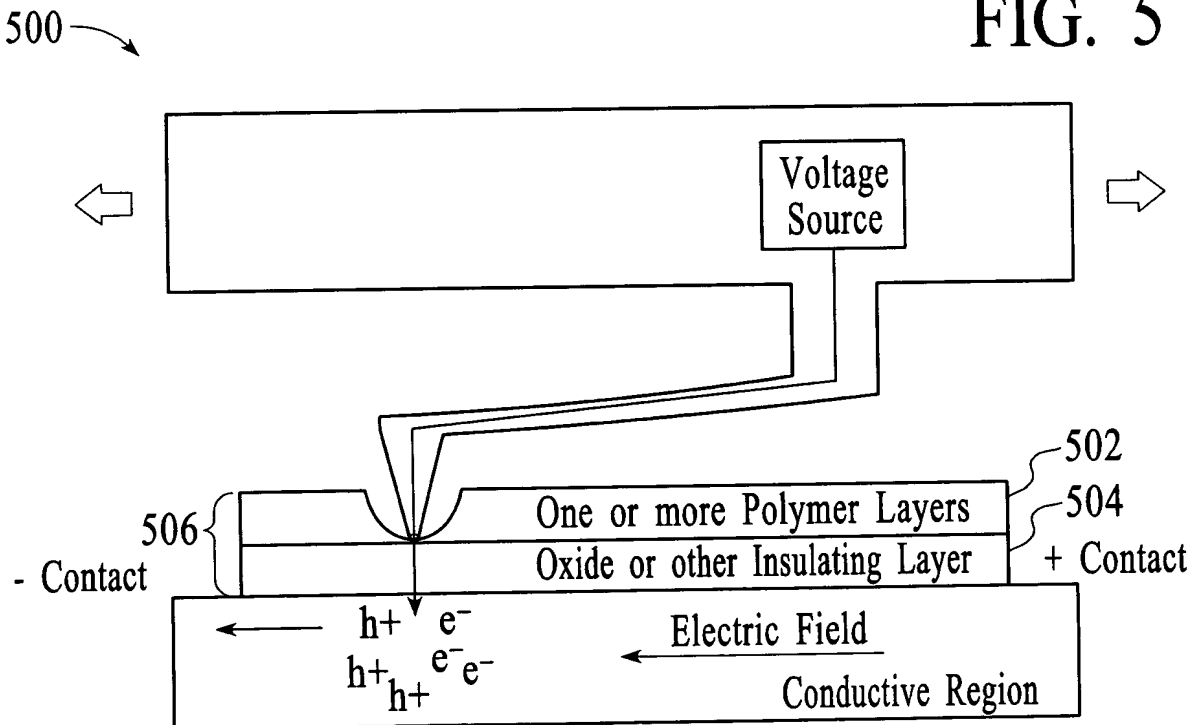 FIG. 5
500
Voltage
Source
502
One or more Polymer Layers
504
506
Oxide or other Insulating Layer
- Contact
+ Contact
h+ e⁻
Electric Field
h+ h+ e⁻ e⁻
Conductive Region